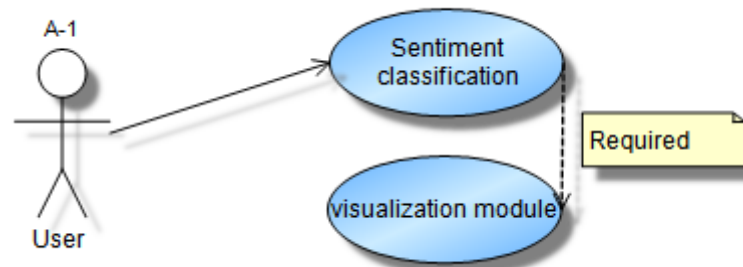 A-1
User
Sentiment
classification
Required
visualization module